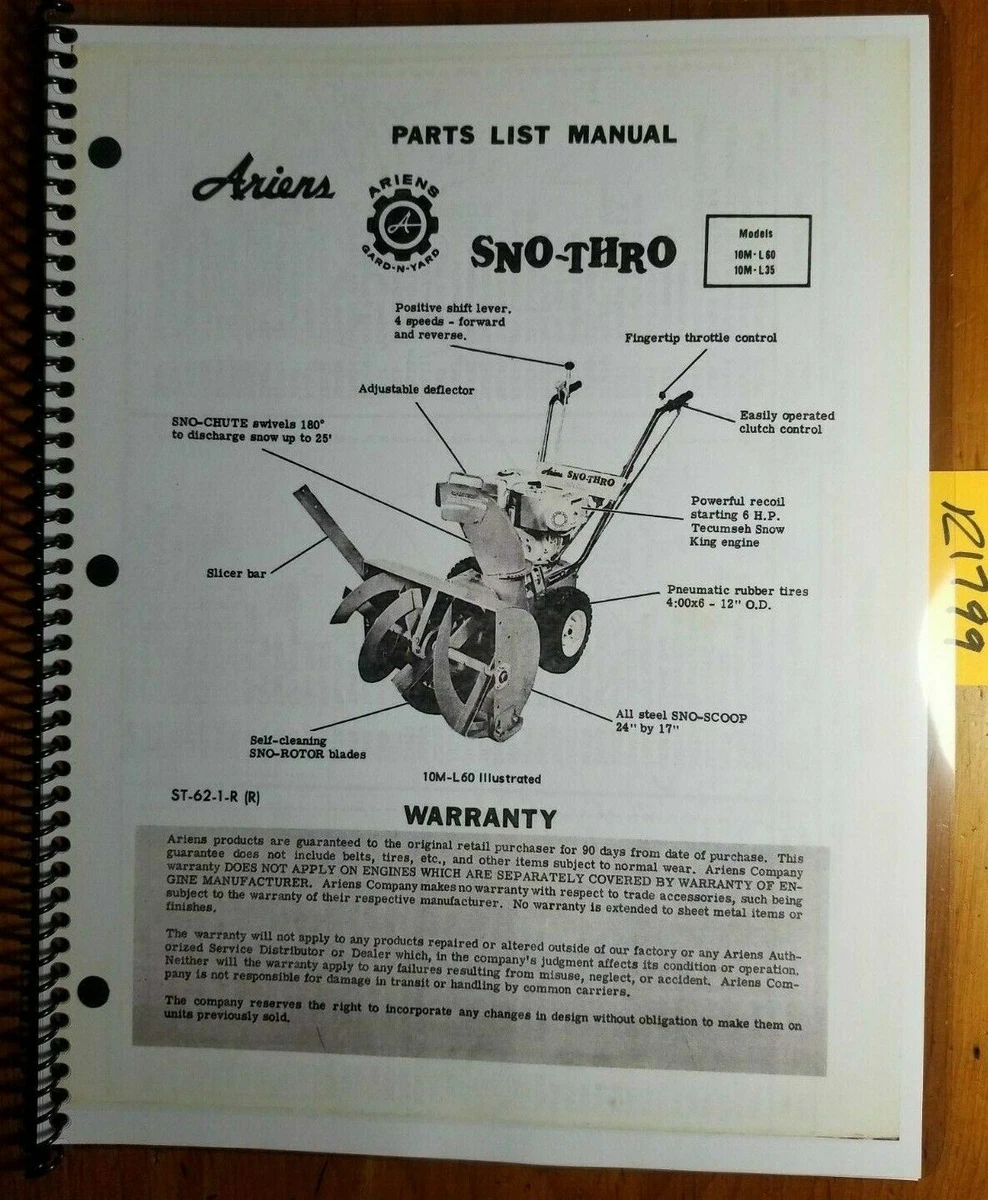 PARTS LIST MANUAL
Ariens
ARIENS
A
GARD-N-YARD
SNO-THRO
Models
10M-L60
10M-L35
Positive shift lever,
4 speeds - forward
and reverse.
Fingertip throttle control
Adjustable deflector
Easily operated
clutch control
SNO-CHUTE swivels 180°
to discharge snow up to 25'
Ariens SNO-THRO
Powerful recoil
starting 6 H.P.
Tecumseh Snow
King engine
Slicer bar
Pneumatic rubber tires
4:00x6 - 12" O.D.
All steel SNO-SCOOP
24" by 17"
Self-cleaning
SNO-ROTOR blades
10M-L60 Illustrated
ST-62-1-R (R)
WARRANTY
Ariens products are guaranteed to the original retail purchaser for 90 days from date of purchase. This
guarantee does not include belts, tires, etc., and other items subject to normal wear. Ariens Company
warranty DOES NOT APPLY ON ENGINES WHICH ARE SEPARATELY COVERED BY WARRANTY OF EN-
GINE MANUFACTURER. Ariens Company makes no warranty with respect to trade accessories, such being
subject to the warranty of their respective manufacturer. No warranty is extended to sheet metal items or
finishes.
The warranty will not apply to any products repaired or altered outside of our factory or any Ariens Auth-
orized Service Distributor or Dealer which, in the company's judgment affects its condition or operation.
Neither will the warranty apply to any failures resulting from misuse, neglect, or accident. Ariens Com-
pany is not responsible for damage in transit or handling by common carriers.
The company reserves the right to incorporate any changes in design without obligation to make them on
units previously sold.
121799